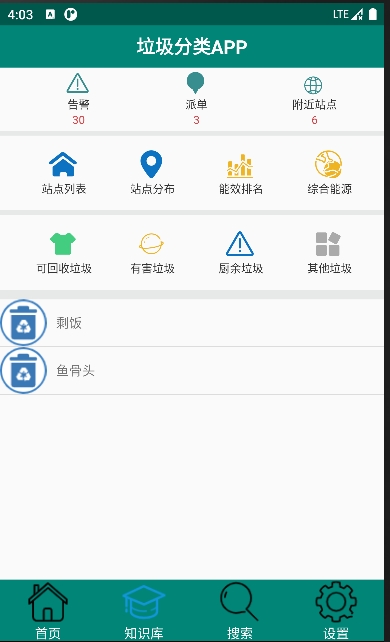 4:03 LTE
垃圾分类APP
告警 派单 附近站点
30 3 6
站点列表 站点分布 能效排名 综合能源
可回收垃圾 有害垃圾 厨余垃圾 其他垃圾
剩饭
鱼骨头
首页 知识库 搜索 设置